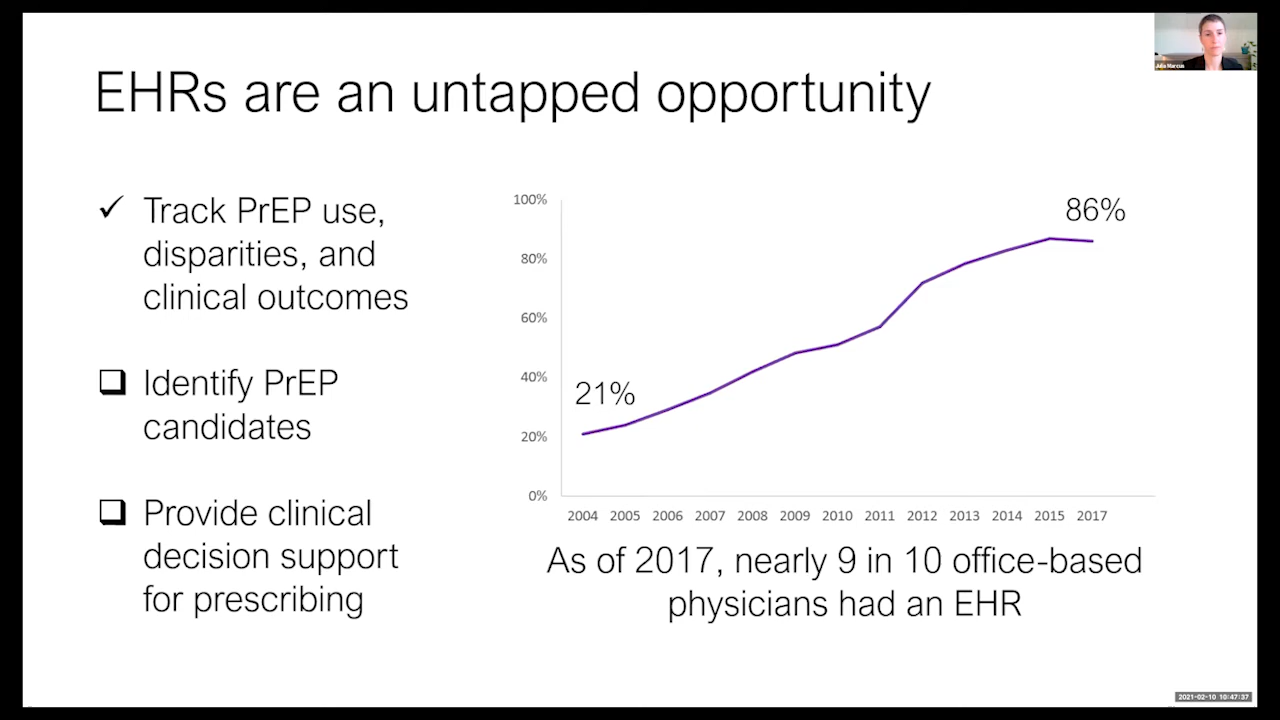 Julia Marcus
EHRs are an untapped opportunity
Track PrEP use,
disparities, and
clinical outcomes
Identify PrEP
candidates
Provide clinical
decision support
for prescribing
100%
80%
60%
40%
20%
0%
21%
86%
2004 2005 2006 2007 2008 2009 2010 2011 2012 2013 2014 2015 2017
As of 2017, nearly 9 in 10 office-based
physicians had an EHR
2021-02-10 10:47:37